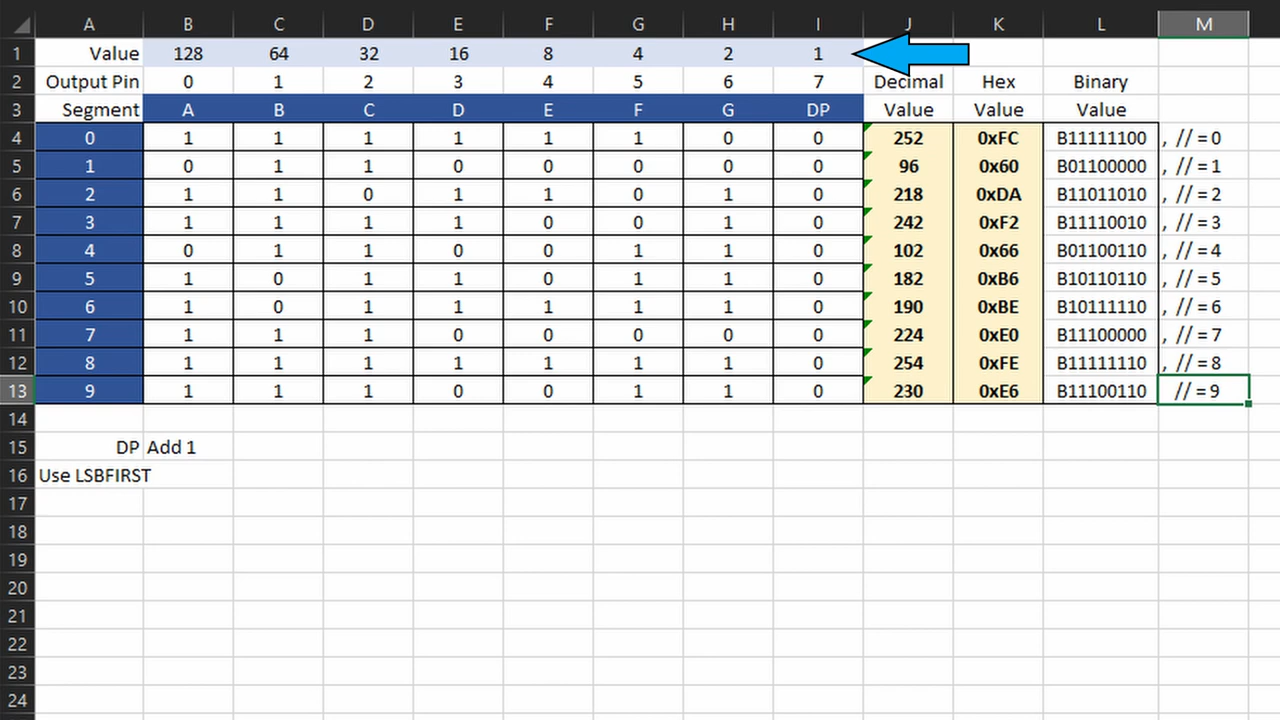 A B C D E F G H I J K L M
1 Value 128 64 32 16 8 4 2 1
2 Output Pin 0 1 2 3 4 5 6 7 Decimal Hex Binary
3 Segment A B C D E F G DP Value Value Value
4 0 1 1 1 1 1 1 0 0 252 0xFC B11111100 , // = 0
5 1 0 1 1 0 0 0 0 0 96 0x60 B01100000 , // = 1
6 2 1 1 0 1 1 0 1 0 218 0xDA B11011010 , // = 2
7 3 1 1 1 1 0 0 1 0 242 0xF2 B11110010 , // = 3
8 4 0 1 1 0 0 1 1 0 102 0x66 B01100110 , // = 4
9 5 1 0 1 1 0 1 1 0 182 0xB6 B10110110 , // = 5
10 6 1 0 1 1 1 1 1 0 190 0xBE B10111110 , // = 6
11 7 1 1 1 0 0 0 0 0 224 0xE0 B11100000 , // = 7
12 8 1 1 1 1 1 1 1 0 254 0xFE B11111110 , // = 8
13 9 1 1 1 0 0 1 1 0 230 0xE6 B11100110 // = 9
14
15 DP Add 1
16 Use LSBFIRST
17
18
19
20
21
22
23
24